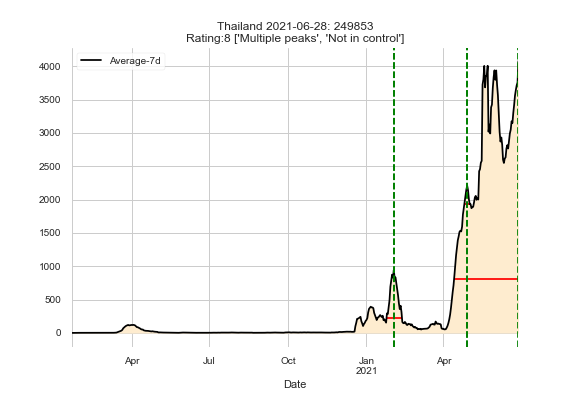 Thailand 2021-06-28: 249853
Rating:8 ['Multiple peaks', 'Not in control']
Average-7d
4000
3500
3000
2500
2000
1500
1000
500
0
Apr
Jul
Oct
Jan
2021
Apr
Date